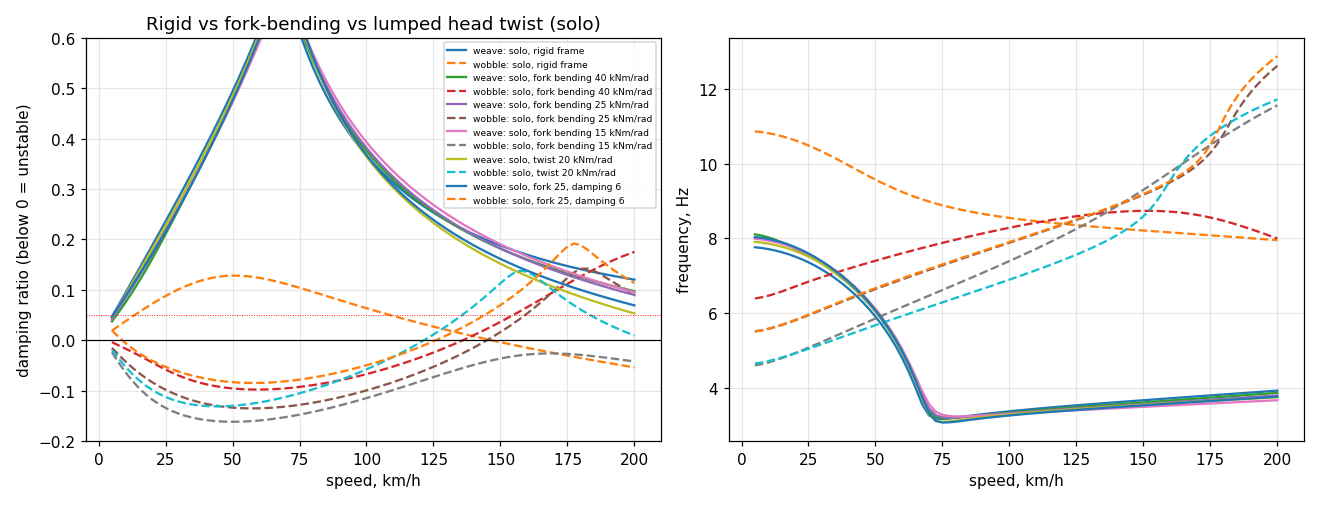 Rigid vs fork-bending vs lumped head twist (solo)
damping ratio (below 0 = unstable)
0.6
0.5
0.4
0.3
0.2
0.1
0.0
−0.1
−0.2
weave: solo, rigid frame
wobble: solo, rigid frame
weave: solo, fork bending 40 kNm/rad
wobble: solo, fork bending 40 kNm/rad
weave: solo, fork bending 25 kNm/rad
wobble: solo, fork bending 25 kNm/rad
weave: solo, fork bending 15 kNm/rad
wobble: solo, fork bending 15 kNm/rad
weave: solo, twist 20 kNm/rad
wobble: solo, twist 20 kNm/rad
weave: solo, fork 25, damping 6
wobble: solo, fork 25, damping 6
0 25 50 75 100 125 150 175 200
speed, km/h
frequency, Hz
12
10
8
6
4
0 25 50 75 100 125 150 175 200
speed, km/h